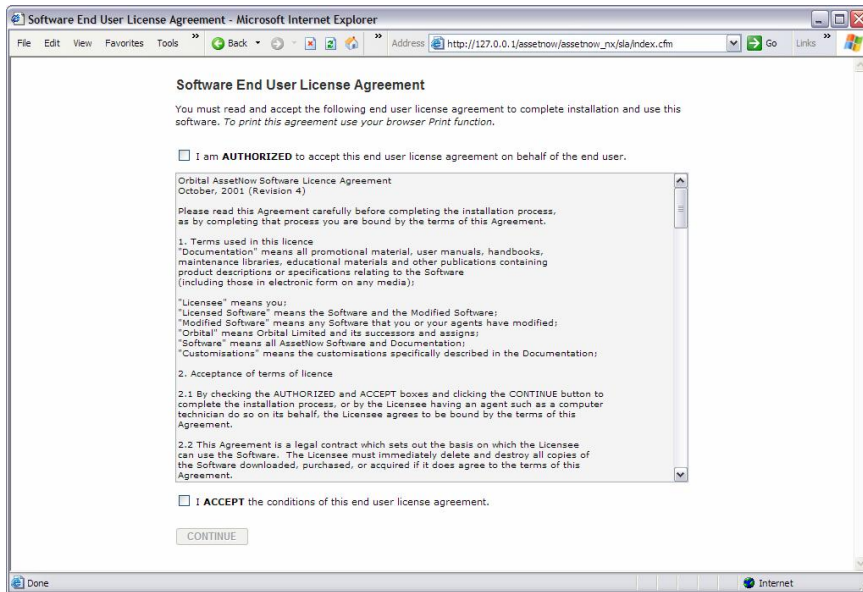 Software End User License Agreement - Microsoft Internet Explorer
File Edit View Favorites Tools » Back » Address http://127.0.0.1/assetnow/assetnow_nx/sla/index.cfm Go Links »
Software End User License Agreement
You must read and accept the following end user license agreement to complete installation and use this
software. To print this agreement use your browser Print function.
I am AUTHORIZED to accept this end user license agreement on behalf of the end user.
Orbital AssetNow Software Licence Agreement
October, 2001 (Revision 4)
Please read this Agreement carefully before completing the installation process,
as by completing that process you are bound by the terms of this Agreement.
1. Terms used in this licence
"Documentation" means all promotional material, user manuals, handbooks,
maintenance libraries, educational materials and other publications containing
product descriptions or specifications relating to the Software
(including those in electronic form on any media);
"Licensee" means you;
"Licensed Software" means the Software and the Modified Software;
"Modified Software" means any Software that you or your agents have modified;
"Orbital" means Orbital Limited and its successors and assigns;
"Software" means all AssetNow Software and Documentation;
"Customisations" means the customisations specifically described in the Documentation;
2. Acceptance of terms of licence
2.1 By checking the AUTHORIZED and ACCEPT boxes and clicking the CONTINUE button to
complete the installation process, or by the Licensee having an agent such as a computer
technician do so on its behalf, the Licensee agrees to be bound by the terms of this
Agreement.
2.2 This Agreement is a legal contract which sets out the basis on which the Licensee
can use the Software. The Licensee must immediately delete and destroy all copies of
the Software downloaded, purchased, or acquired if it does agree to the terms of this
Agreement.
I ACCEPT the conditions of this end user license agreement.
CONTINUE
Done Internet